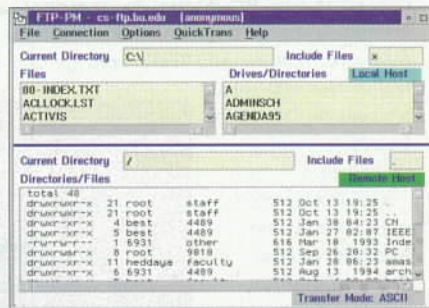 FTP-PM - cs-ftp.bu.edu [anonymous]
File Connection Options QuickTrans Help
Current Directory C:\ Include Files *
Files Drives/Directories Local Host
00-INDEX.TXT A
ACLLOCK.LST ADMINSCH
ACTIVIS AGENDA95
Current Directory / Include Files .
Directories/Files Remote Host
total 48
drwxrwxr-x 21 root staff 512 Oct 13 19:25 .
drwxrwxr-x 21 root staff 512 Oct 13 19:25 ..
drwxr-xr-x 4 best 4489 512 Jan 30 04:23 CN
drwxr-xr-x 5 best 4489 512 Jan 27 02:07 IEEE
-rw-rw-r-- 1 6931 other 616 Mar 10 1993 Inde
drwxrwxr-x 8 root 9010 512 Sep 26 20:32 PC
drwxr-xr-x 11 heddaya faculty 512 Jan 28 06:23 amas
drwxr-xr-x 6 6931 4489 512 Aug 13 1994 arch
Transfer Mode: ASCII